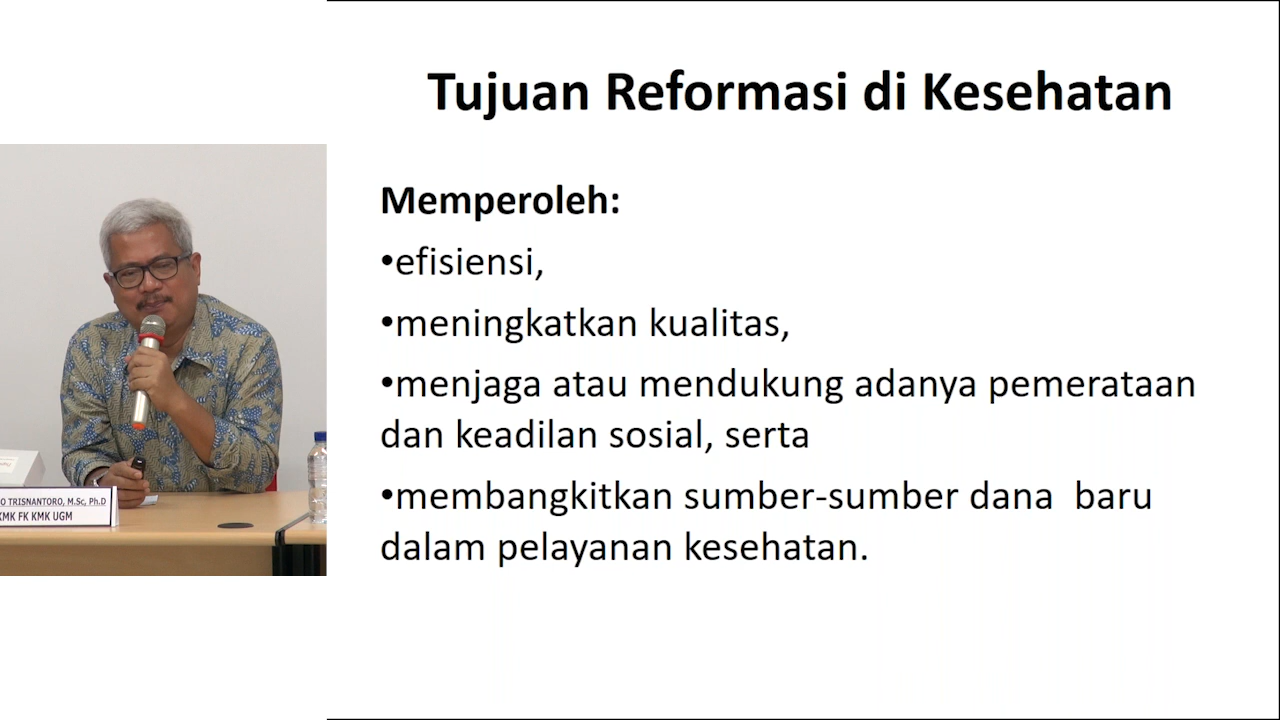 Tujuan Reformasi di Kesehatan
Memperoleh:
•efisiensi,
•meningkatkan kualitas,
•menjaga atau mendukung adanya pemerataan
dan keadilan sosial, serta
•membangkitkan sumber-sumber dana baru
dalam pelayanan kesehatan.
O TRISNANTORO, M.Sc, Ph.D
KMK FK KMK UGM